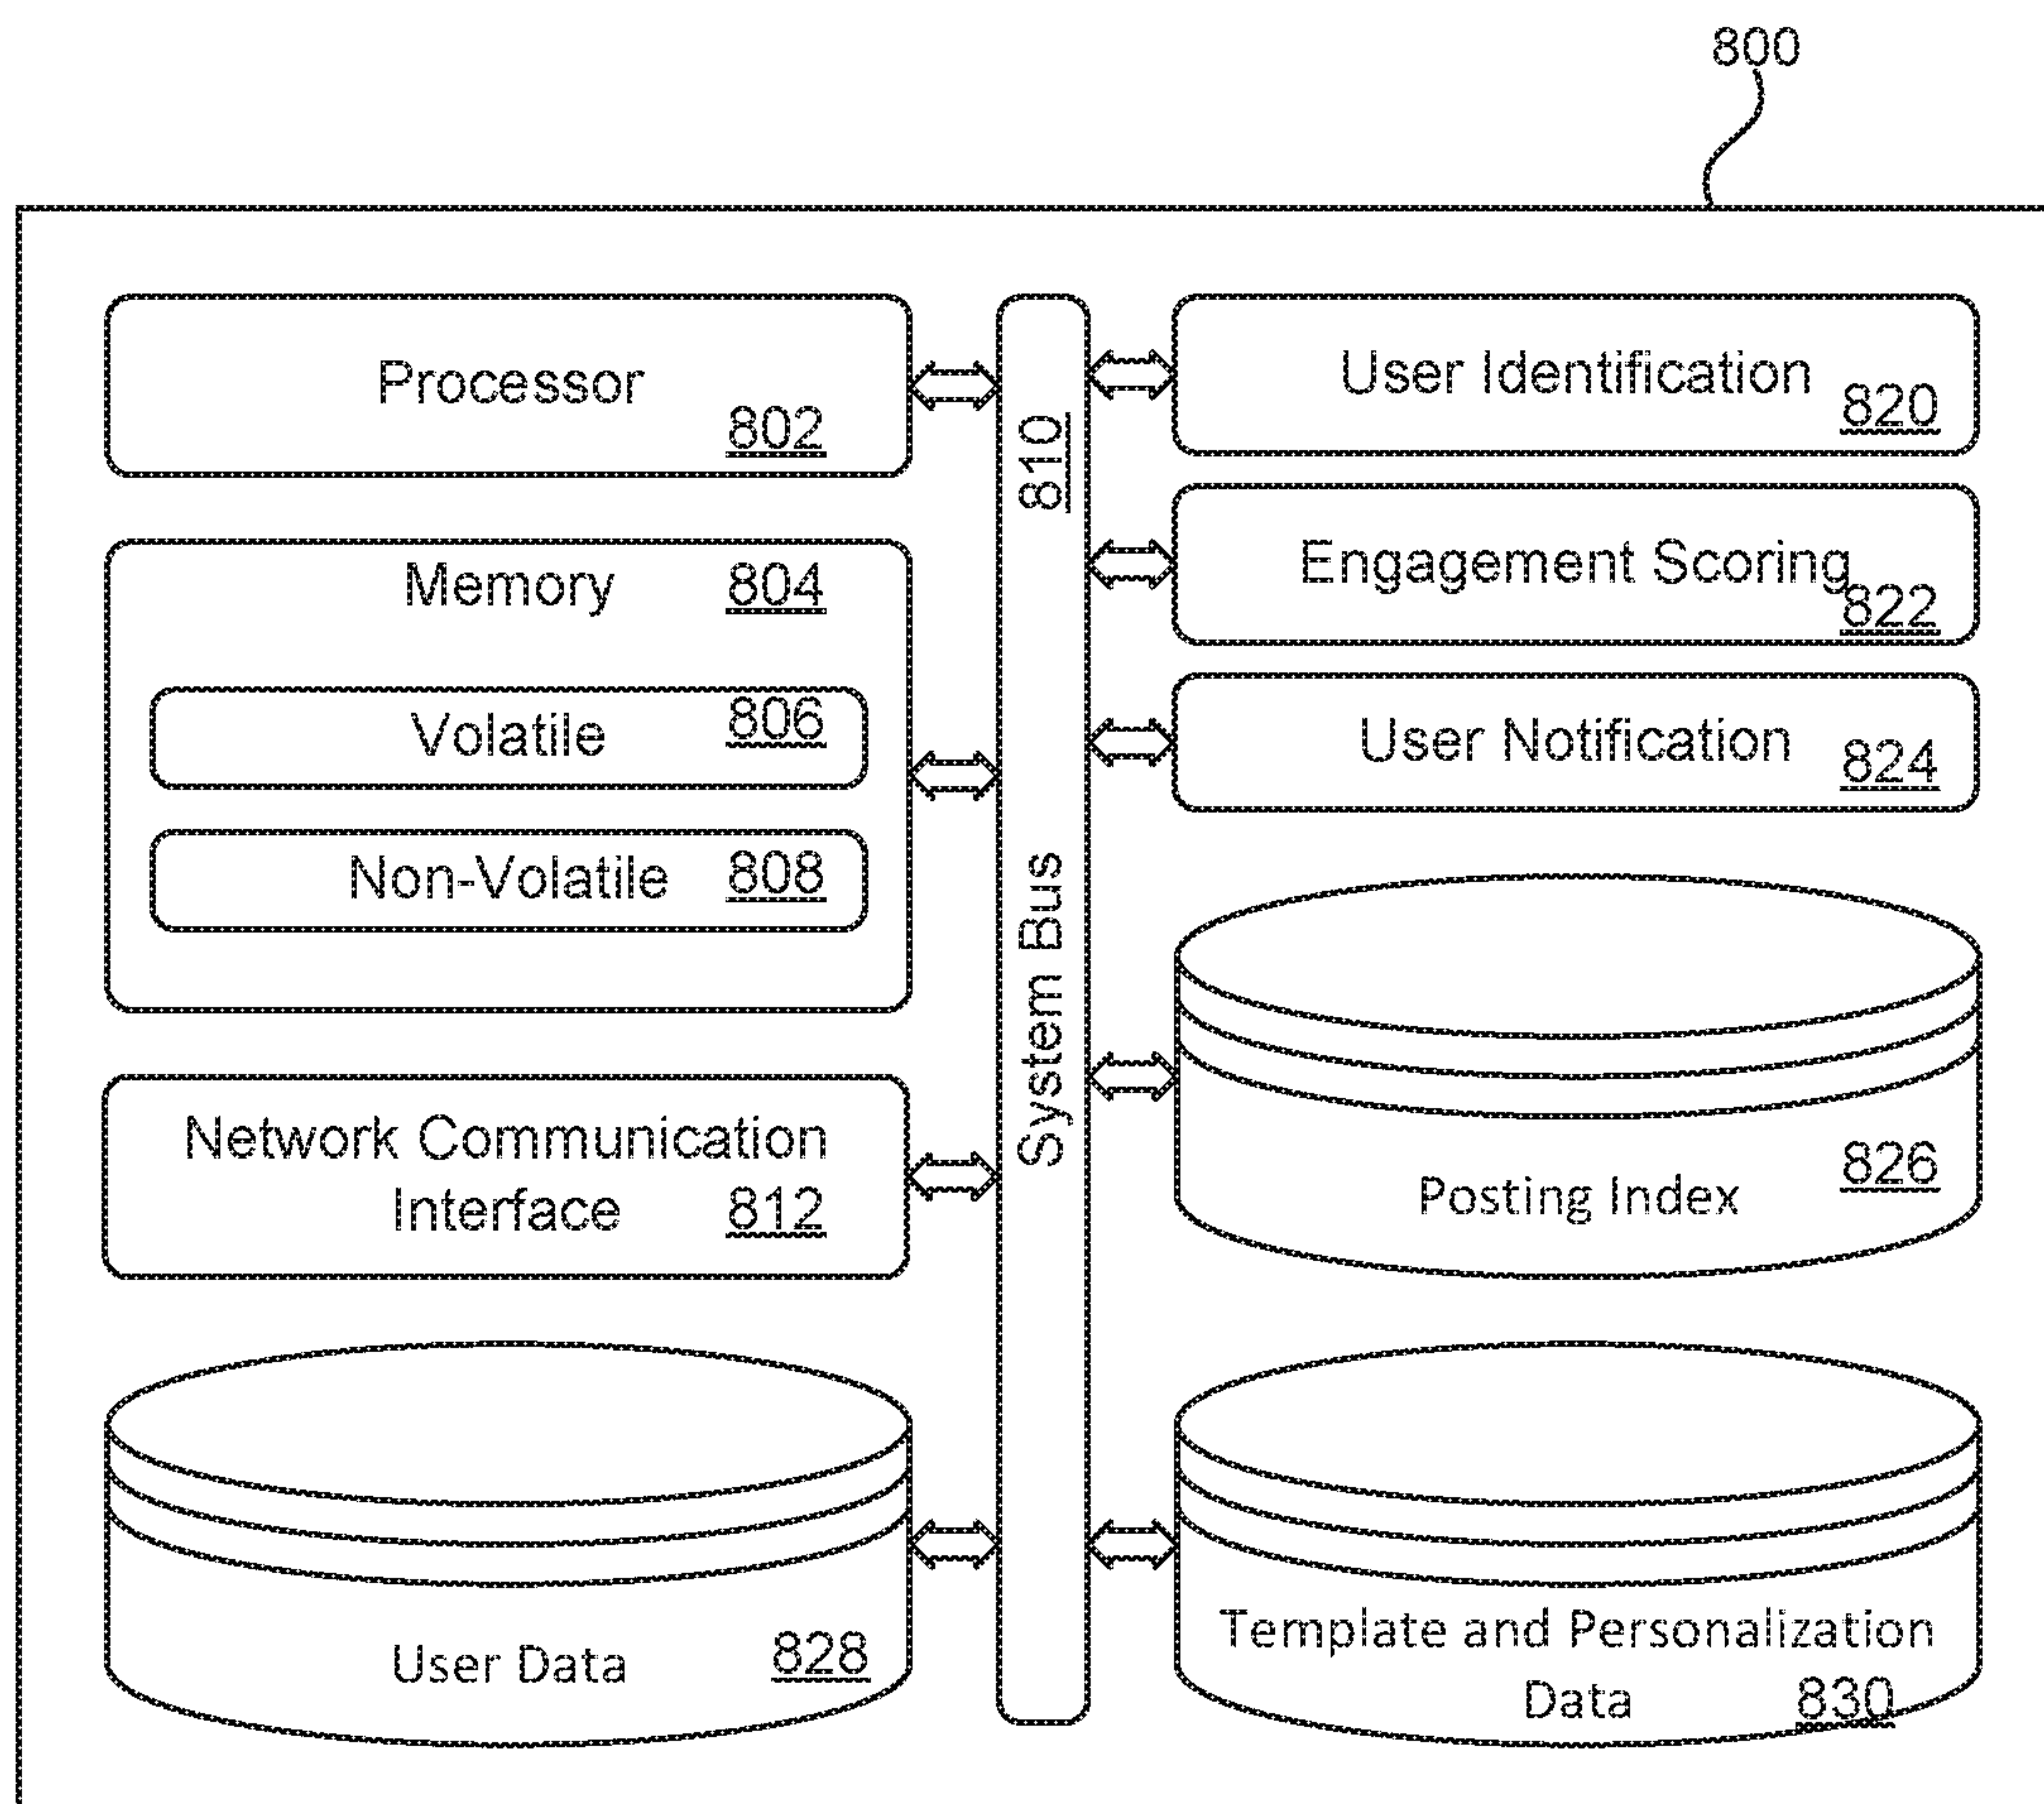 800
Processor
802
Memory 804
Volatile 806
Non-Volatile 808
Network Communication
Interface 812
User Data 828
System Bus 810
User Identification
820
Engagement Scoring
822
User Notification
824
Posting Index 826
Template and Personalization
Data 830